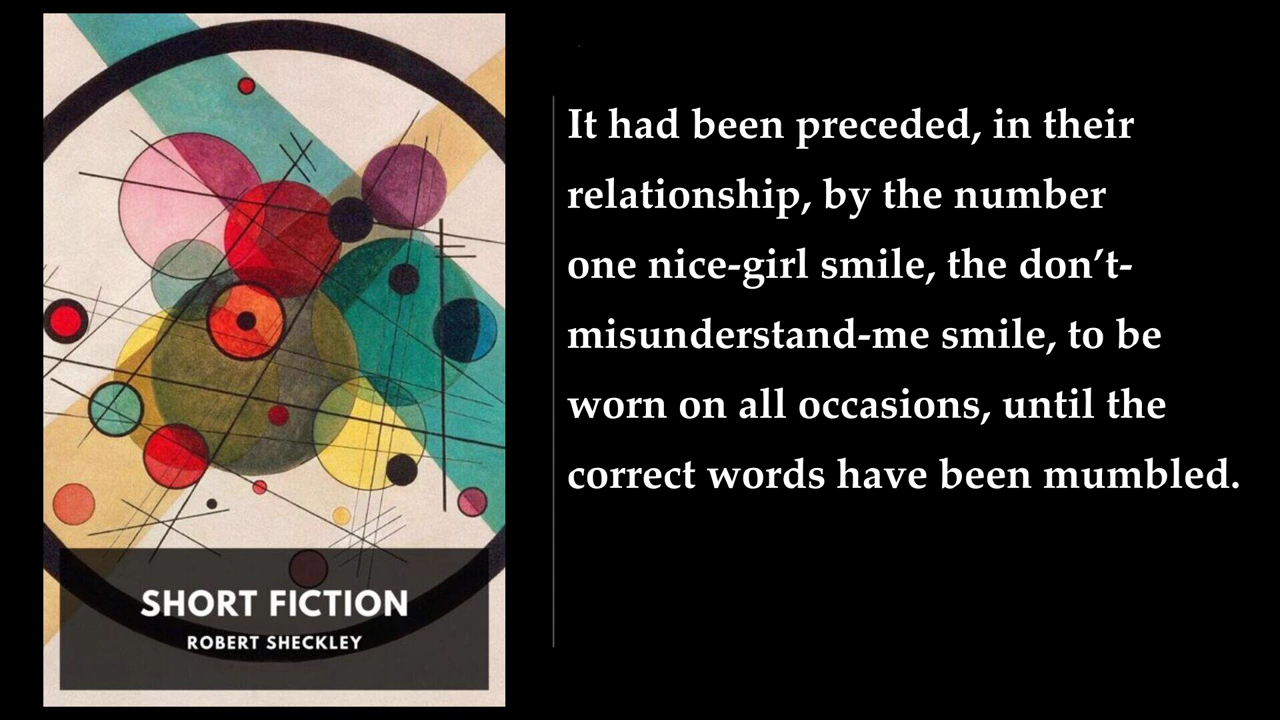 It had been preceded, in their
relationship, by the number
one nice-girl smile, the don’t-
misunderstand-me smile, to be
worn on all occasions, until the
correct words have been mumbled.
SHORT FICTION
ROBERT SHECKLEY